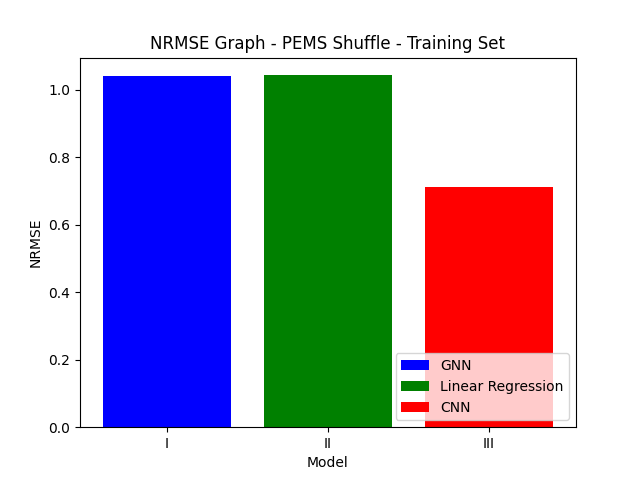 NRMSE Graph - PEMS Shuffle - Training Set
NRMSE
1.0
0.8
0.6
0.4
0.2
0.0
GNN
Linear Regression
CNN
I
II
III
Model